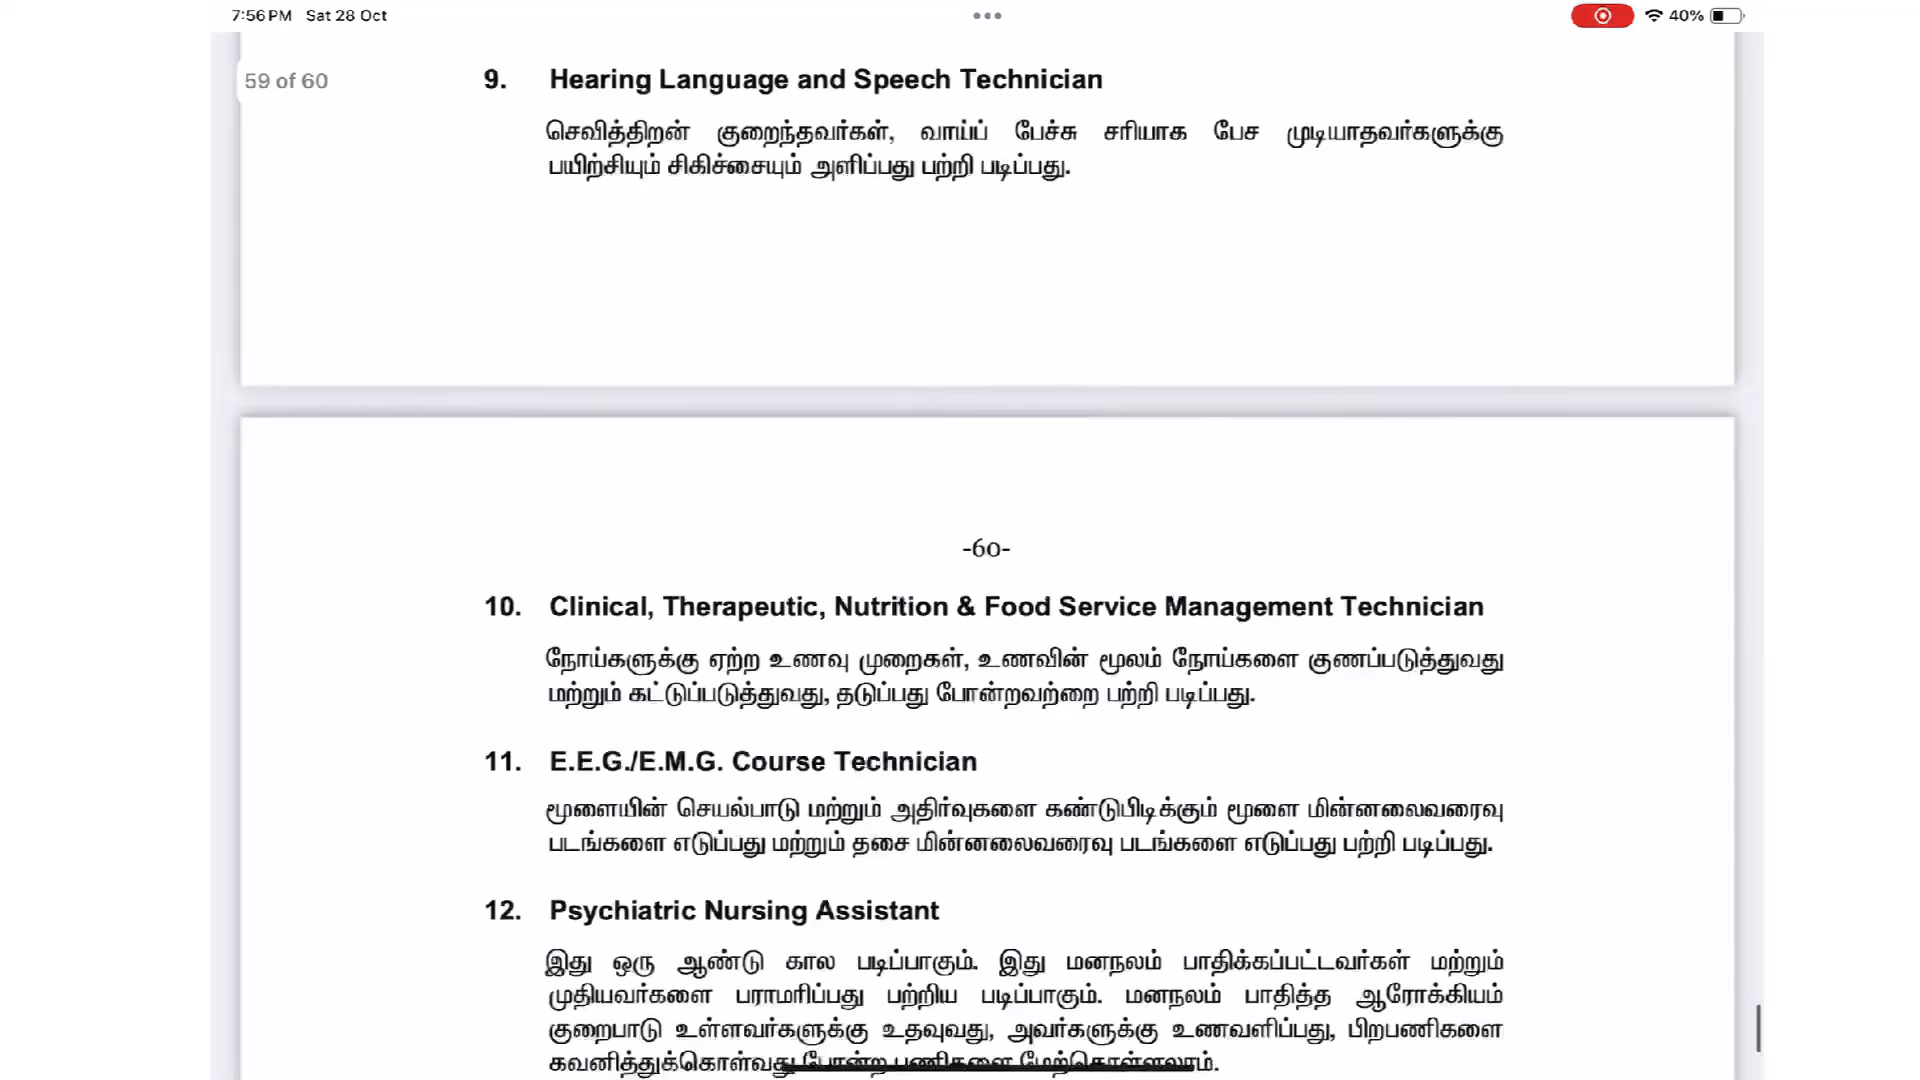 7:56 PM Sat 28 Oct
40%
59 of 60
9. Hearing Language and Speech Technician
செவித்திறன் குறைந்தவர்கள், வாய்ப் பேச்சு சரியாக பேச முடியாதவர்களுக்கு
பயிற்சியும் சிகிச்சையும் அளிப்பது பற்றி படிப்பது.
-60-
10. Clinical, Therapeutic, Nutrition & Food Service Management Technician
நோய்களுக்கு ஏற்ற உணவு முறைகள், உணவின் மூலம் நோய்களை குணப்படுத்துவது
மற்றும் கட்டுப்படுத்துவது, தடுப்பது போன்றவற்றை பற்றி படிப்பது.
11. E.E.G./E.M.G. Course Technician
மூளையின் செயல்பாடு மற்றும் அதிர்வுகளை கண்டுபிடிக்கும் மூளை மின்னலைவரைவு
படங்களை எடுப்பது மற்றும் தசை மின்னலைவரைவு படங்களை எடுப்பது பற்றி படிப்பது.
12. Psychiatric Nursing Assistant
இது ஒரு ஆண்டு கால படிப்பாகும். இது மனநலம் பாதிக்கப்பட்டவர்கள் மற்றும்
முதியவர்களை பராமரிப்பது பற்றிய படிப்பாகும். மனநலம் பாதித்த ஆரோக்கியம்
குறைபாடு உள்ளவர்களுக்கு உதவுவது, அவர்களுக்கு உணவளிப்பது, பிறபணிகளை
கவனித்துக்கொள்வது போன்ற பணிகளை மேற்கொள்ளலாம்.